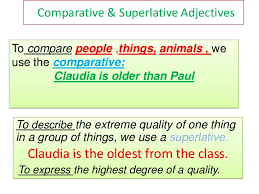 Comparative & Superlative Adjectives
To compare people ,things, animals , we
use the comparative:
Claudia is older than Paul
To describe the extreme quality of one thing
in a group of things, we use a superlative.
Claudia is the oldest from the class.
To express the highest degree of a quality.